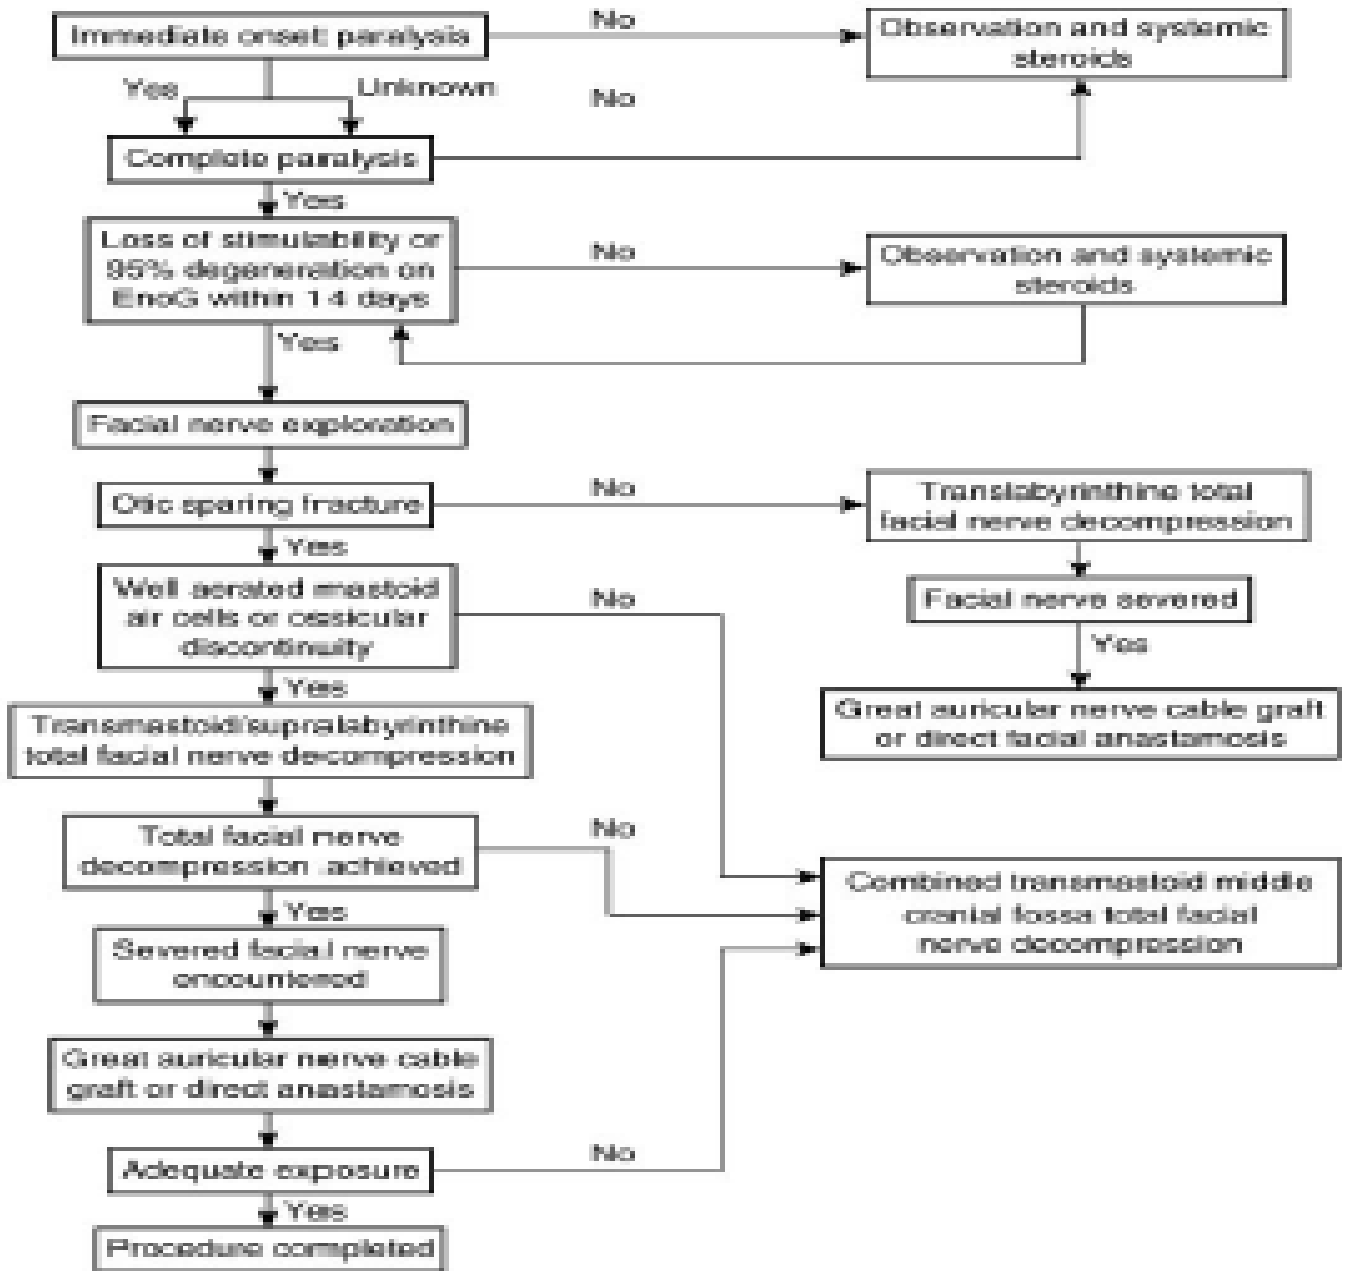 Immediate onset paralysis
No
Observation and systemic
steroids
Yes
Unknown
No
Complete paralysis
Yes
Loss of stimulability or
95% degeneration on
EnoG within 14 days
No
Observation and systemic
steroids
Yes
Facial nerve exploration
Otic sparing fracture
No
Translabyrinthine total
facial nerve decompression
Yes
Well aerated mastoid
air cells or ossicular
discontinuity
No
Facial nerve severed
Yes
Yes
Great auricular nerve cable graft
or direct facial anastamosis
Transmastoid/supralabyrinthine
total facial nerve decompression
Total facial nerve
decompression achieved
No
Combined transmastoid middle
cranial fossa total facial
nerve decompression
Yes
Severed facial nerve
encountered
Great auricular nerve cable
graft or direct anastamosis
Adequate exposure
No
Yes
Procedure completed